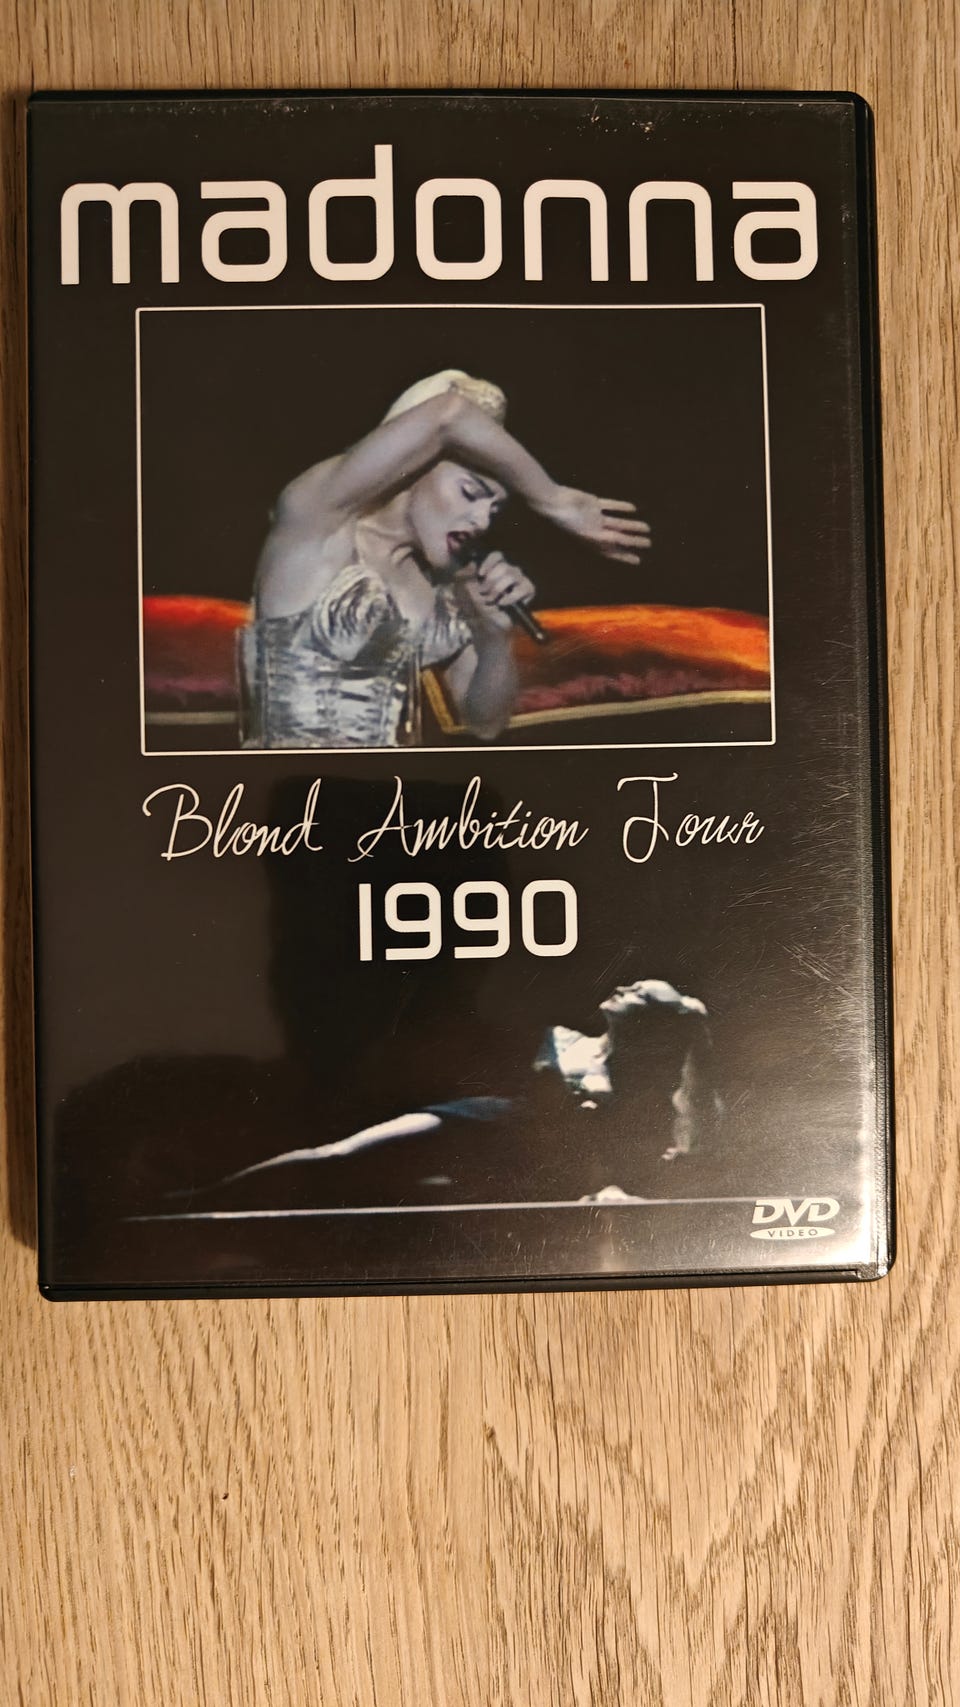 madonna
Blond Ambition Tour
1990
DVD
VIDEO